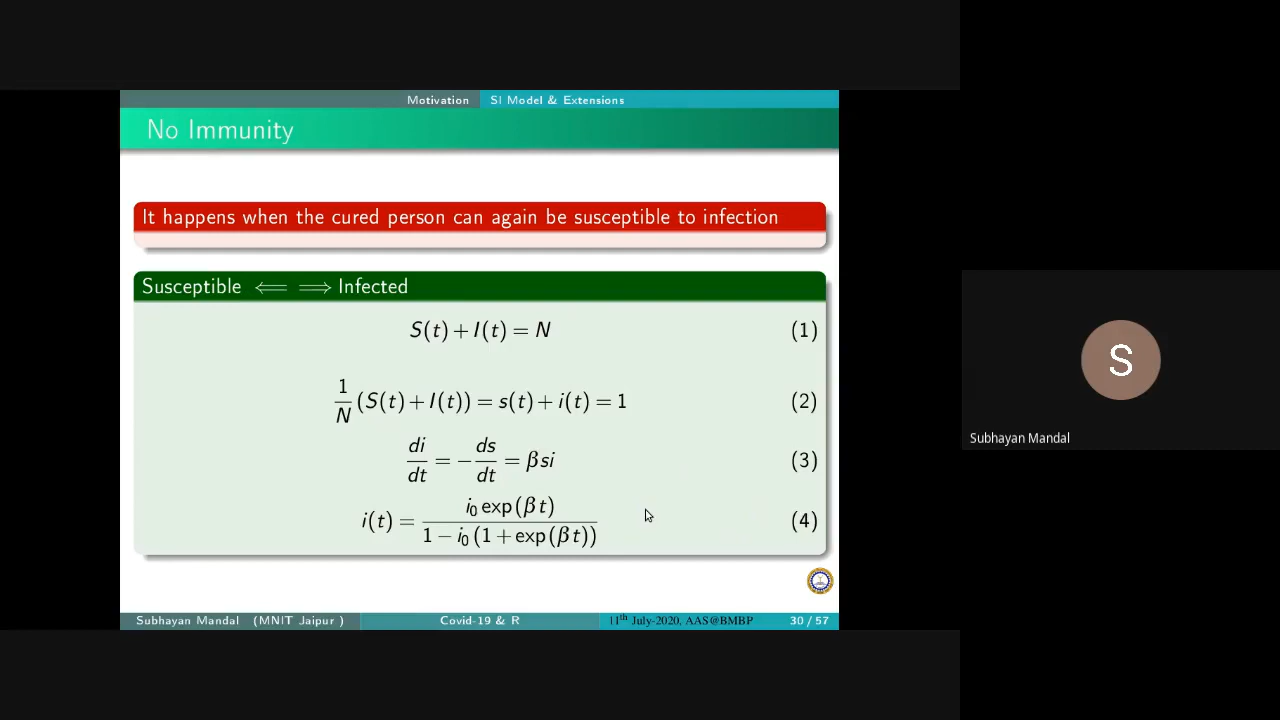 Motivation SI Model & Extensions
No Immunity
It happens when the cured person can again be susceptible to infection
Susceptible ⇐= =⇒ Infected
S(t) + I(t) = N (1)
1/N (S(t) + I(t)) = s(t) + i(t) = 1 (2)
di/dt = − ds/dt = βsi (3)
i(t) = i₀ exp(βt) / 1 − i₀ (1 + exp(βt)) (4)
S
Subhayan Mandal
Subhayan Mandal (MNIT Jaipur ) Covid-19 & R 11th July-2020, AAS@BMBP 30 / 57